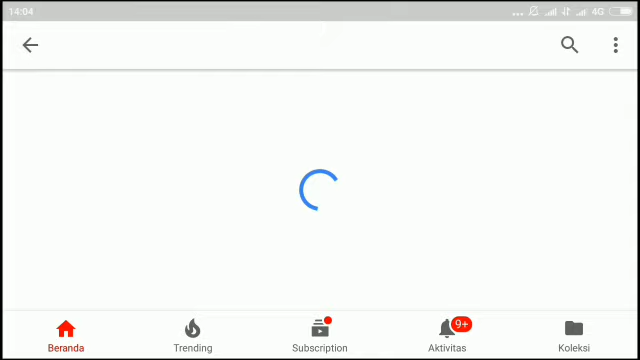 14:04
4G
9+
Beranda
Trending
Subscription
Aktivitas
Koleksi